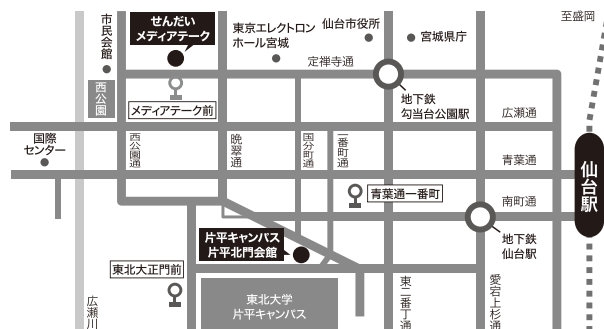 至盛岡
市民会館
せんだい
メディアテーク
東京エレクトロン
ホール宮城
仙台市役所
宮城県庁
定禅寺通
西公園
メディアテーク前
地下鉄
勾当台公園駅
広瀬通
国際
センター
西公園通
晩翠通
国分町通
一番町通
青葉通
仙台駅
青葉通一番町
南町通
片平キャンパス
片平北門会館
地下鉄
仙台駅
東北大正門前
広瀬川
東北大学
片平キャンパス
東二番丁通
愛宕上杉通